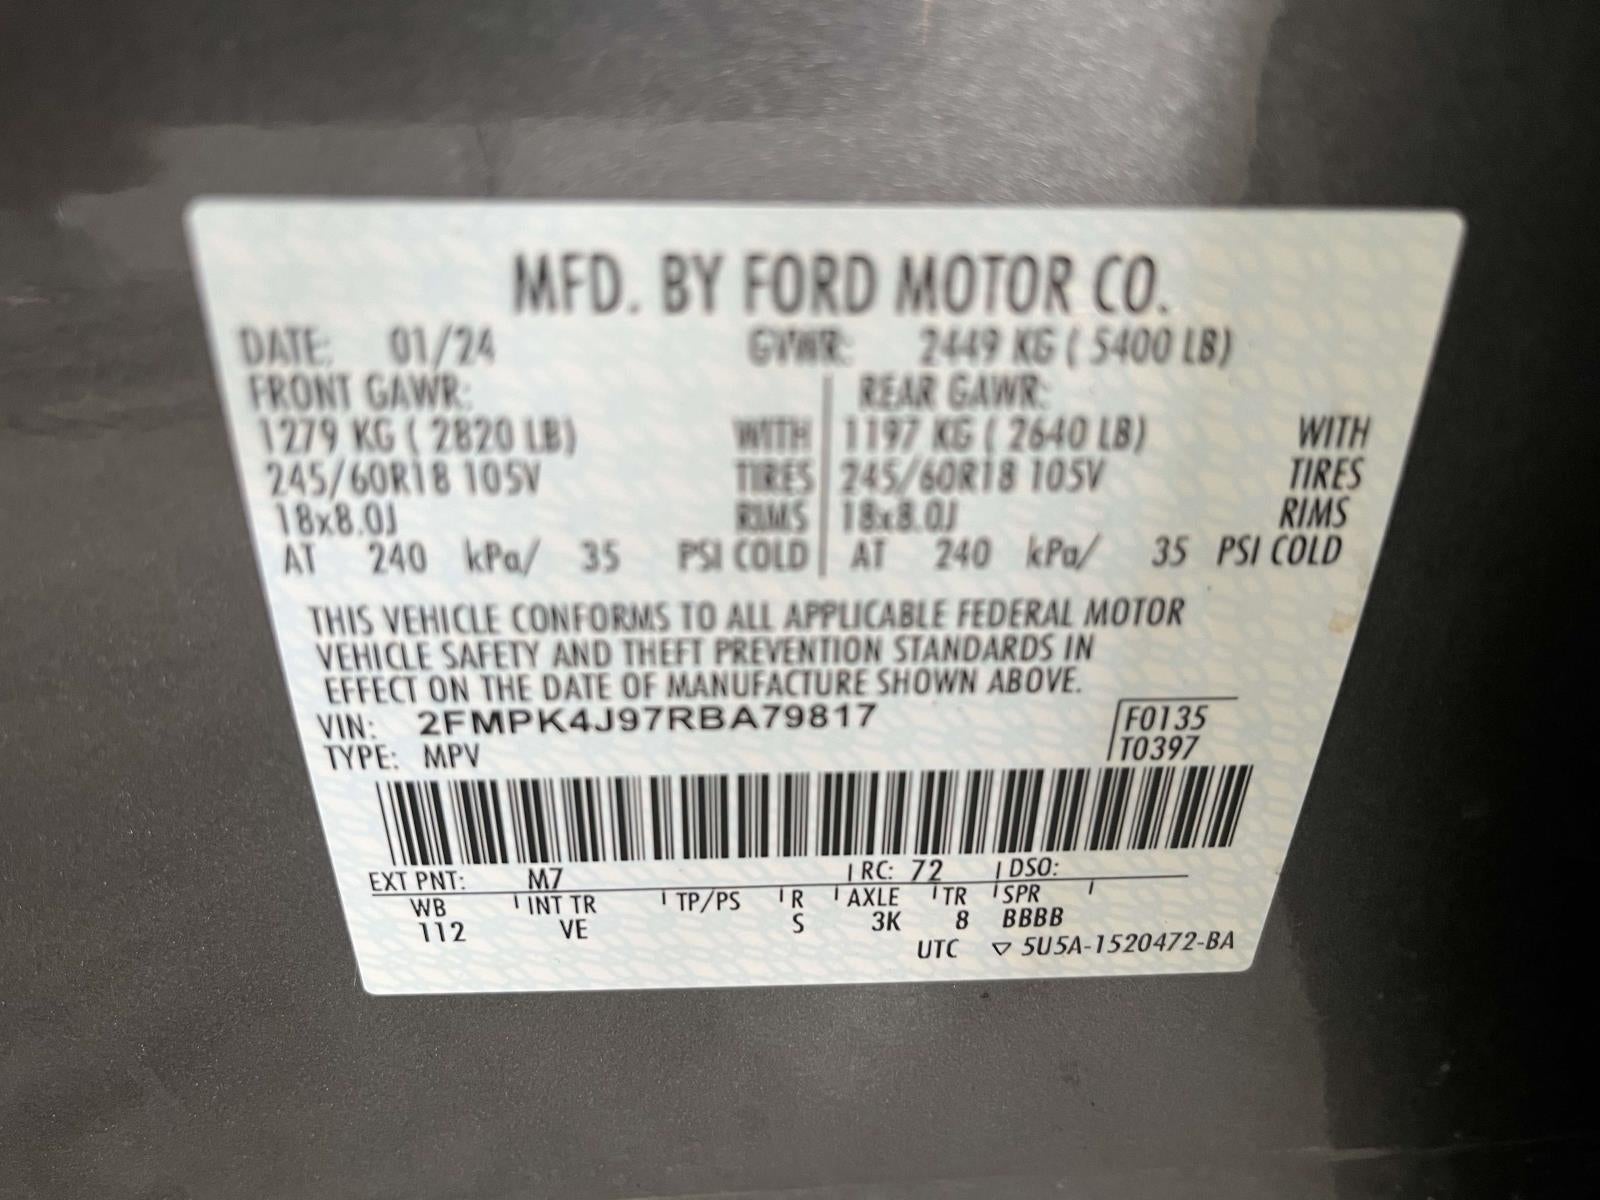 MFD. BY FORD MOTOR CO.
DATE: 01/24 GVWR: 2449 KG ( 5400 LB)
FRONT GAWR: REAR GAWR:
1279 KG ( 2820 LB) WITH 1197 KG ( 2640 LB) WITH
245/60R18 105V TIRES 245/60R18 105V TIRES
18x8.0J RIMS 18x8.0J RIMS
AT 240 kPa/ 35 PSI COLD AT 240 kPa/ 35 PSI COLD
THIS VEHICLE CONFORMS TO ALL APPLICABLE FEDERAL MOTOR
VEHICLE SAFETY AND THEFT PREVENTION STANDARDS IN
EFFECT ON THE DATE OF MANUFACTURE SHOWN ABOVE.
VIN: 2FMPK4J97RBA79817 F0135
TYPE: MPV T0397
EXT PNT: M7 RC: 72 DSO:
WB INT TR TP/PS R AXLE TR SPR
112 VE S 3K 8 BBBB
UTC ▽ 5U5A-1520472-BA